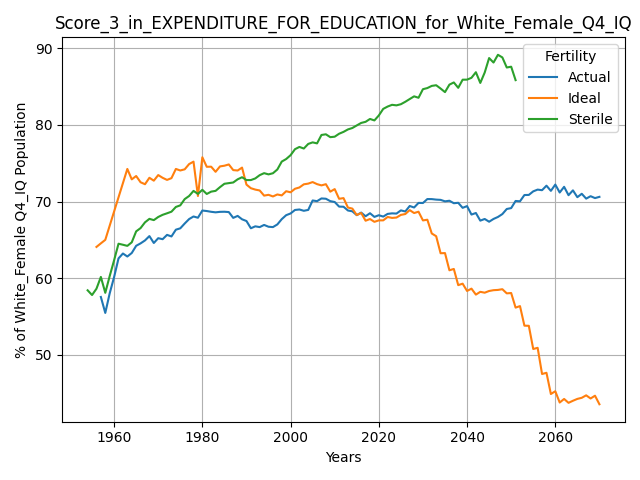 Score_3_in_EXPENDITURE_FOR_EDUCATION_for_White_Female_Q4_IQ
% of White_Female Q4_IQ Population
90
80
70
60
50
Fertility
Actual
Ideal
Sterile
1960
1980
2000
2020
2040
2060
Years